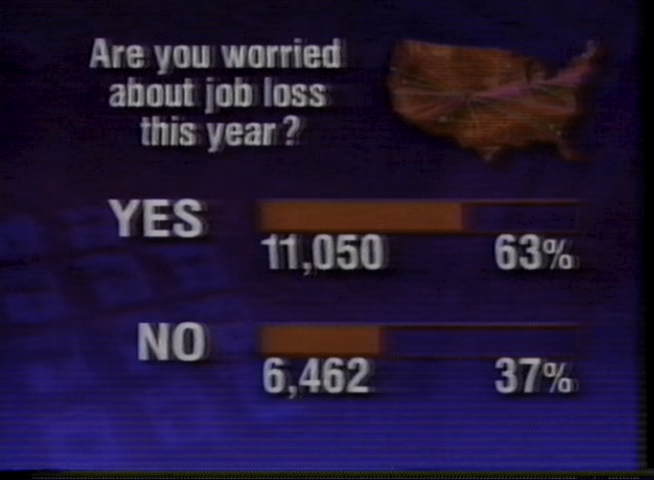 Are you worried
about job loss
this year?
YES
11,050 63%
NO
6,462 37%